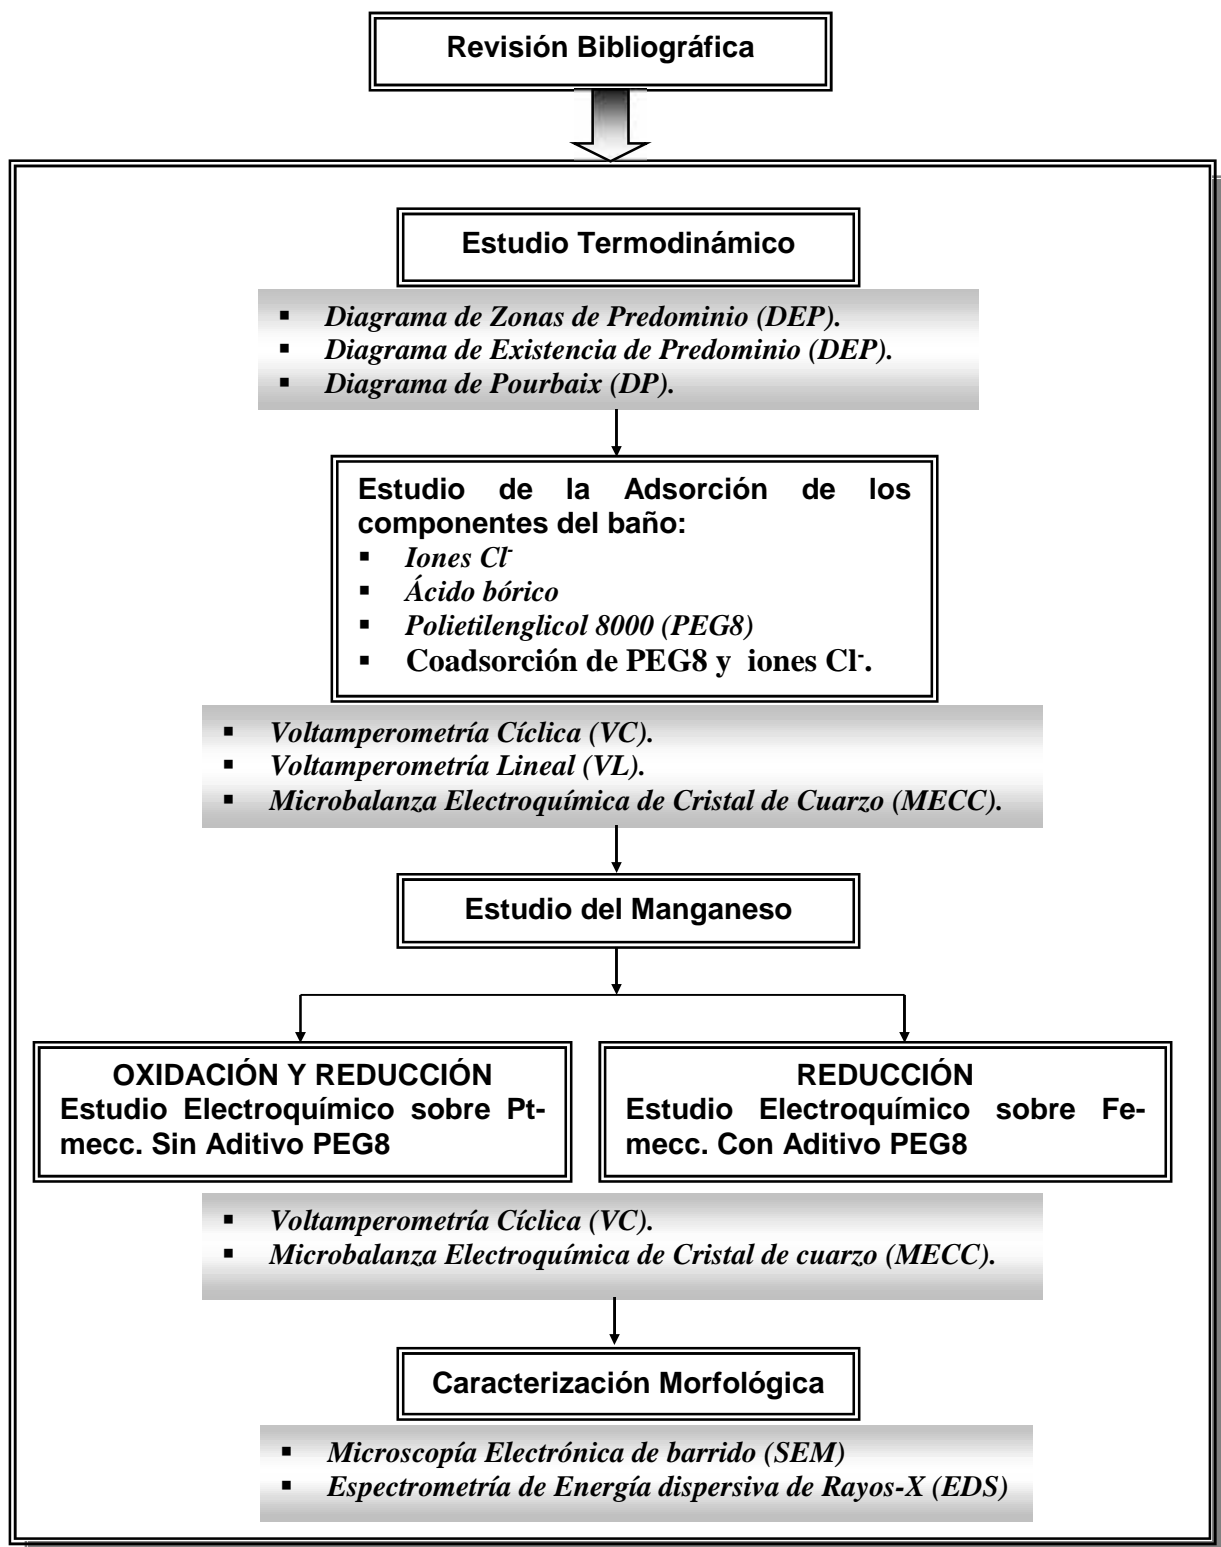 Revisión Bibliográfica
Estudio Termodinámico
▪ Diagrama de Zonas de Predominio (DEP).
▪ Diagrama de Existencia de Predominio (DEP).
▪ Diagrama de Pourbaix (DP).
Estudio de la Adsorción de los
componentes del baño:
▪ Iones Cl⁻
▪ Ácido bórico
▪ Polietilenglicol 8000 (PEG8)
▪ Coadsorción de PEG8 y iones Cl⁻.
▪ Voltamperometría Cíclica (VC).
▪ Voltamperometría Lineal (VL).
▪ Microbalanza Electroquímica de Cristal de Cuarzo (MECC).
Estudio del Manganeso
OXIDACIÓN Y REDUCCIÓN
Estudio Electroquímico sobre Pt-
mecc. Sin Aditivo PEG8
REDUCCIÓN
Estudio Electroquímico sobre Fe-
mecc. Con Aditivo PEG8
▪ Voltamperometría Cíclica (VC).
▪ Microbalanza Electroquímica de Cristal de cuarzo (MECC).
Caracterización Morfológica
▪ Microscopía Electrónica de barrido (SEM)
▪ Espectrometría de Energía dispersiva de Rayos-X (EDS)